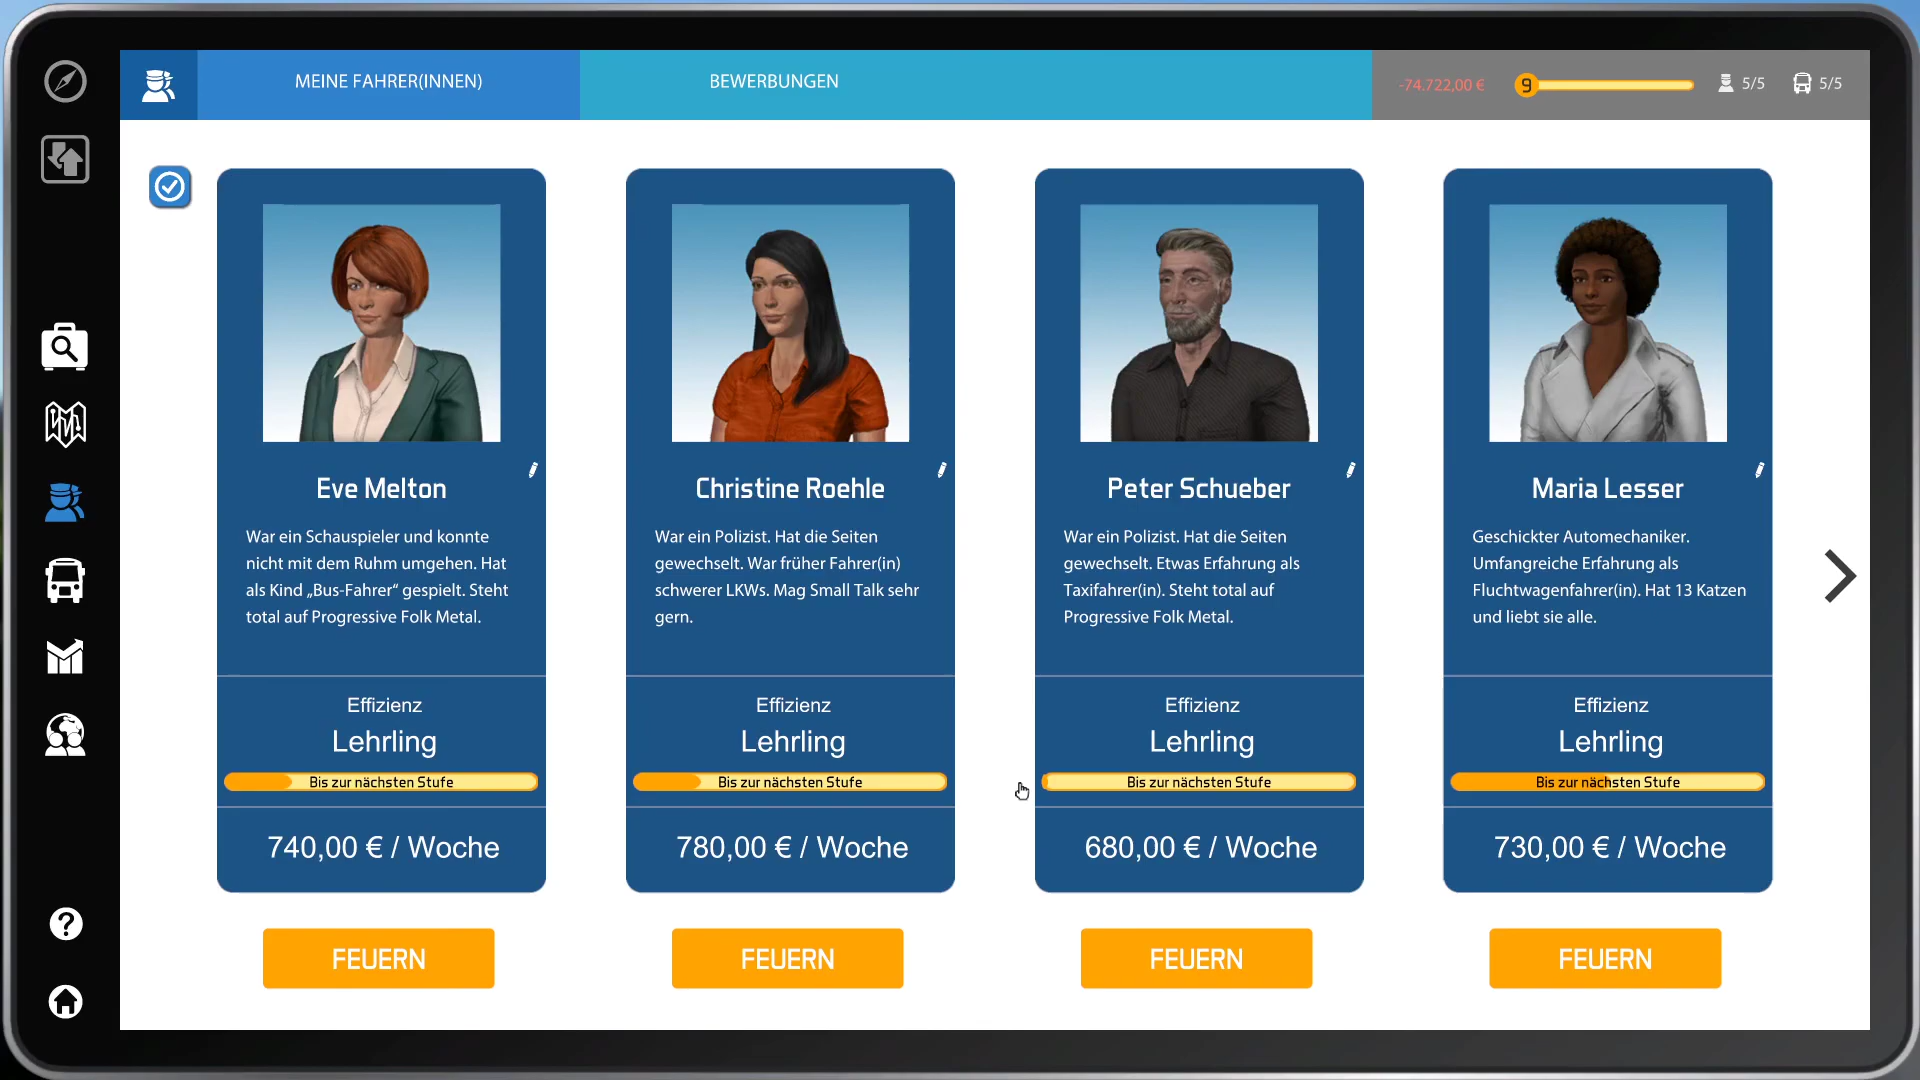 MEINE FAHRER(INNEN)
BEWERBUNGEN
-74.722,00 €
9
5/5
5/5
Eve Melton
War ein Schauspieler und konnte
nicht mit dem Ruhm umgehen. Hat
als Kind „Bus-Fahrer“ gespielt. Steht
total auf Progressive Folk Metal.
Effizienz
Lehrling
Bis zur nächsten Stufe
740,00 € / Woche
FEUERN
Christine Roehle
War ein Polizist. Hat die Seiten
gewechselt. War früher Fahrer(in)
schwerer LKWs. Mag Small Talk sehr
gern.
Effizienz
Lehrling
Bis zur nächsten Stufe
780,00 € / Woche
FEUERN
Peter Schueber
War ein Polizist. Hat die Seiten
gewechselt. Etwas Erfahrung als
Taxifahrer(in). Steht total auf
Progressive Folk Metal.
Effizienz
Lehrling
Bis zur nächsten Stufe
680,00 € / Woche
FEUERN
Maria Lesser
Geschickter Automechaniker.
Umfangreiche Erfahrung als
Fluchtwagenfahrer(in). Hat 13 Katzen
und liebt sie alle.
Effizienz
Lehrling
Bis zur nächsten Stufe
730,00 € / Woche
FEUERN